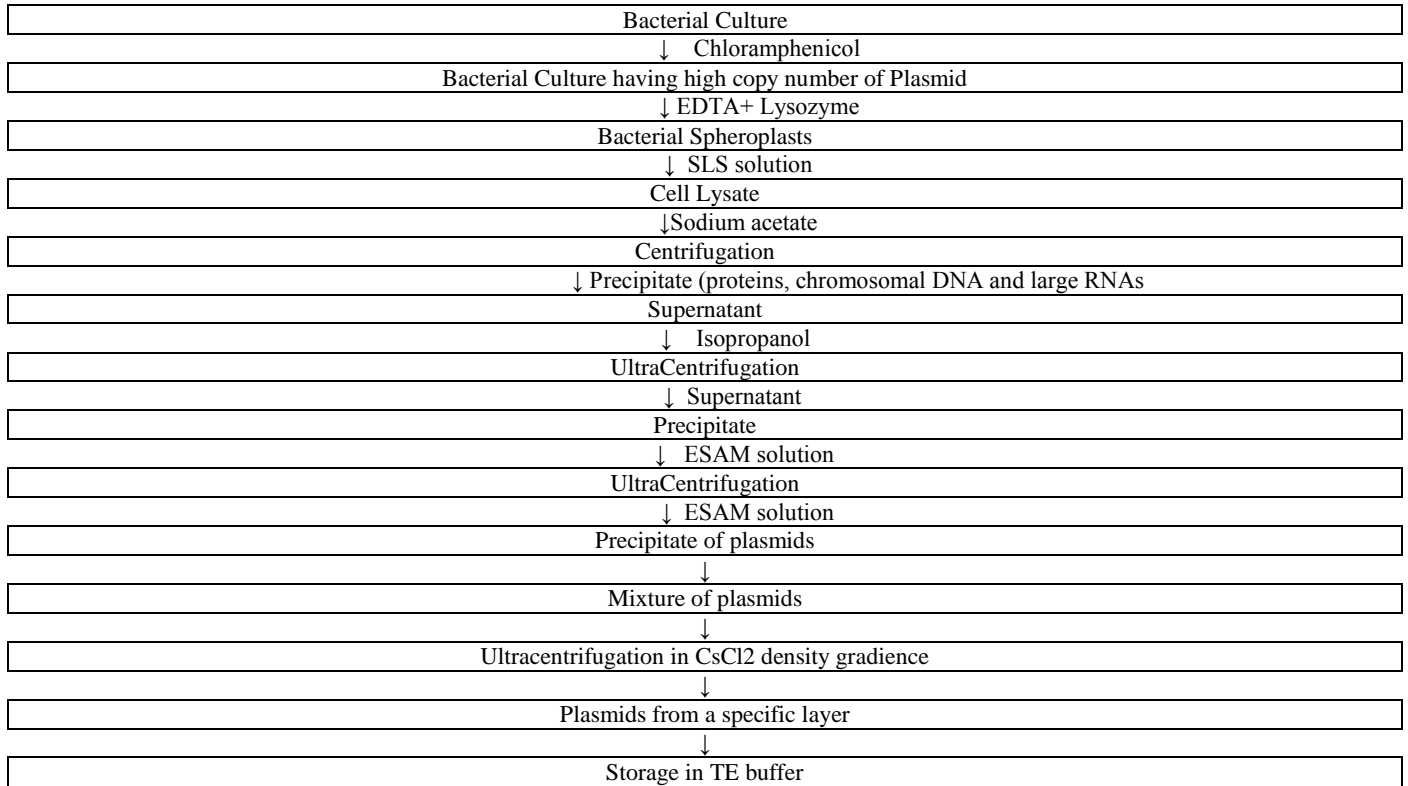 Bacterial Culture
↓ Chloramphenicol
Bacterial Culture having high copy number of Plasmid
↓ EDTA+ Lysozyme
Bacterial Spheroplasts
↓ SLS solution
Cell Lysate
↓Sodium acetate
Centrifugation
↓ Precipitate (proteins, chromosomal DNA and large RNAs
Supernatant
↓ Isopropanol
UltraCentrifugation
↓ Supernatant
Precipitate
↓ ESAM solution
UltraCentrifugation
↓ ESAM solution
Precipitate of plasmids
↓
Mixture of plasmids
↓
Ultracentrifugation in CsCl2 density gradience
↓
Plasmids from a specific layer
↓
Storage in TE buffer